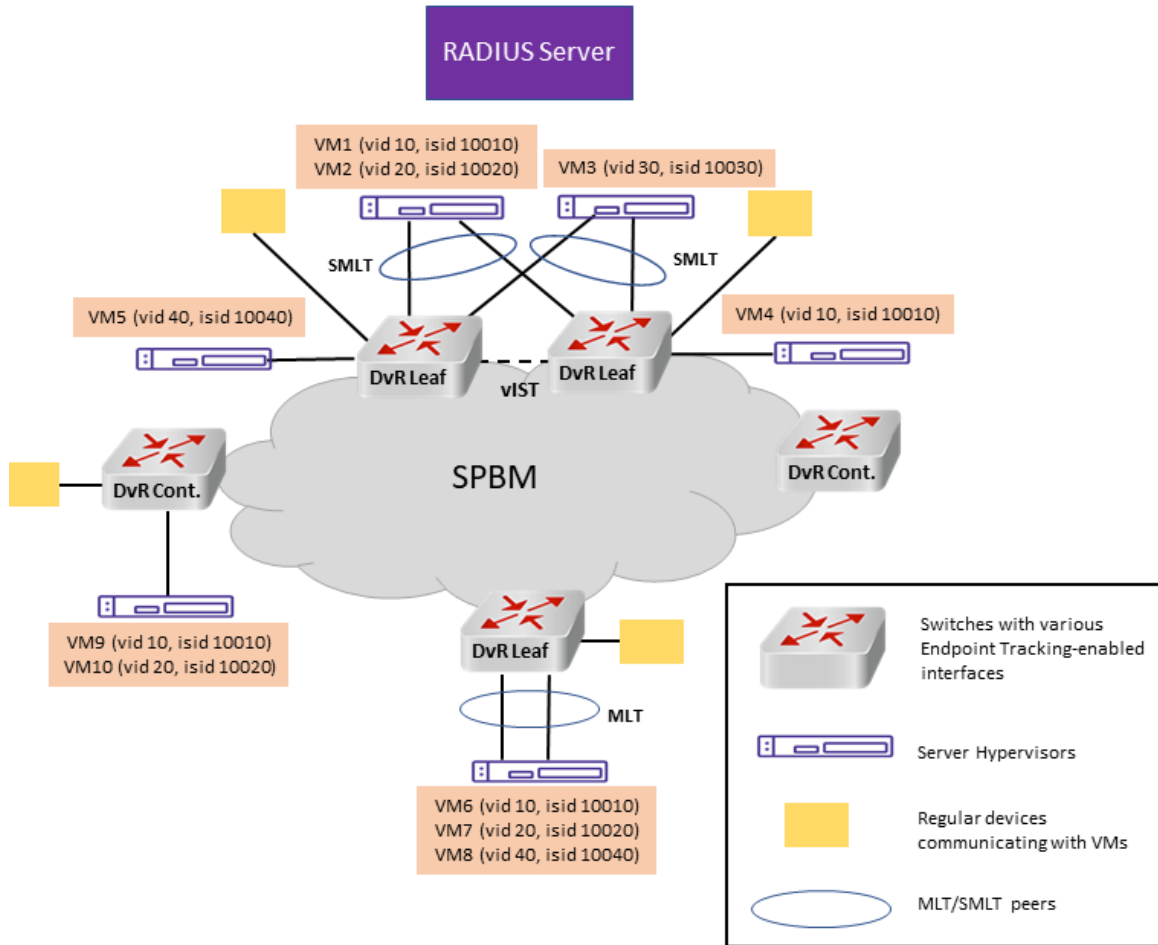 RADIUS Server
VM1 (vid 10, isid 10010)
VM2 (vid 20, isid 10020)
VM3 (vid 30, isid 10030)
SMLT
SMLT
VM5 (vid 40, isid 10040)
VM4 (vid 10, isid 10010)
DvR Leaf
DvR Leaf
vIST
DvR Cont.
SPBM
DvR Cont.
VM9 (vid 10, isid 10010)
VM10 (vid 20, isid 10020)
DvR Leaf
MLT
VM6 (vid 10, isid 10010)
VM7 (vid 20, isid 10020)
VM8 (vid 40, isid 10040)
Switches with various
Endpoint Tracking-enabled
interfaces
Server Hypervisors
Regular devices
communicating with VMs
MLT/SMLT peers